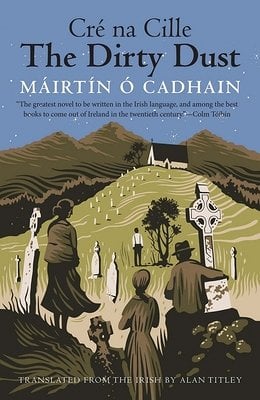 Cré na Cille
The Dirty Dust
MÁIRTÍN Ó CADHAIN
“The greatest novel to be written in the Irish language, and among the best
books to come out of Ireland in the twentieth century”—Colm Tóibín
TRANSLATED FROM THE IRISH BY ALAN TITLEY